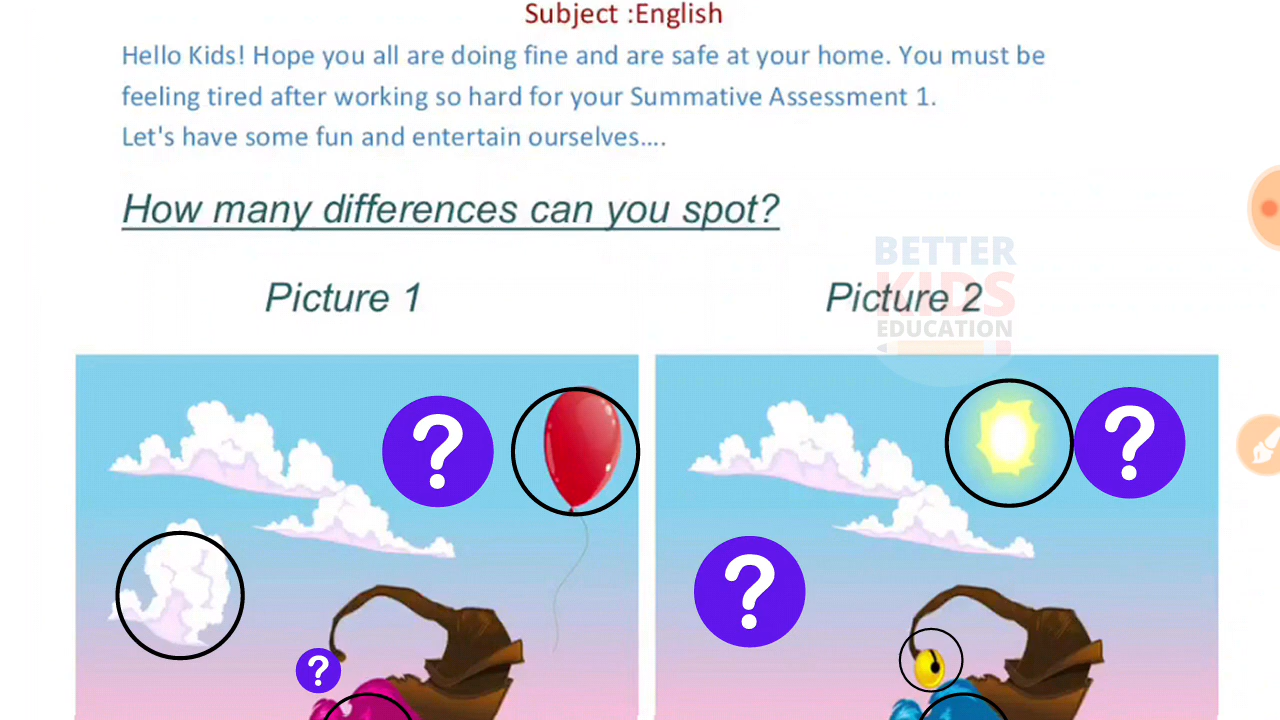 Subject :English
Hello Kids! Hope you all are doing fine and are safe at your home. You must be
feeling tired after working so hard for your Summative Assessment 1.
Let's have some fun and entertain ourselves....
How many differences can you spot?
BETTER
KIDS
EDUCATION
Picture 1
Picture 2
?
?
?
?